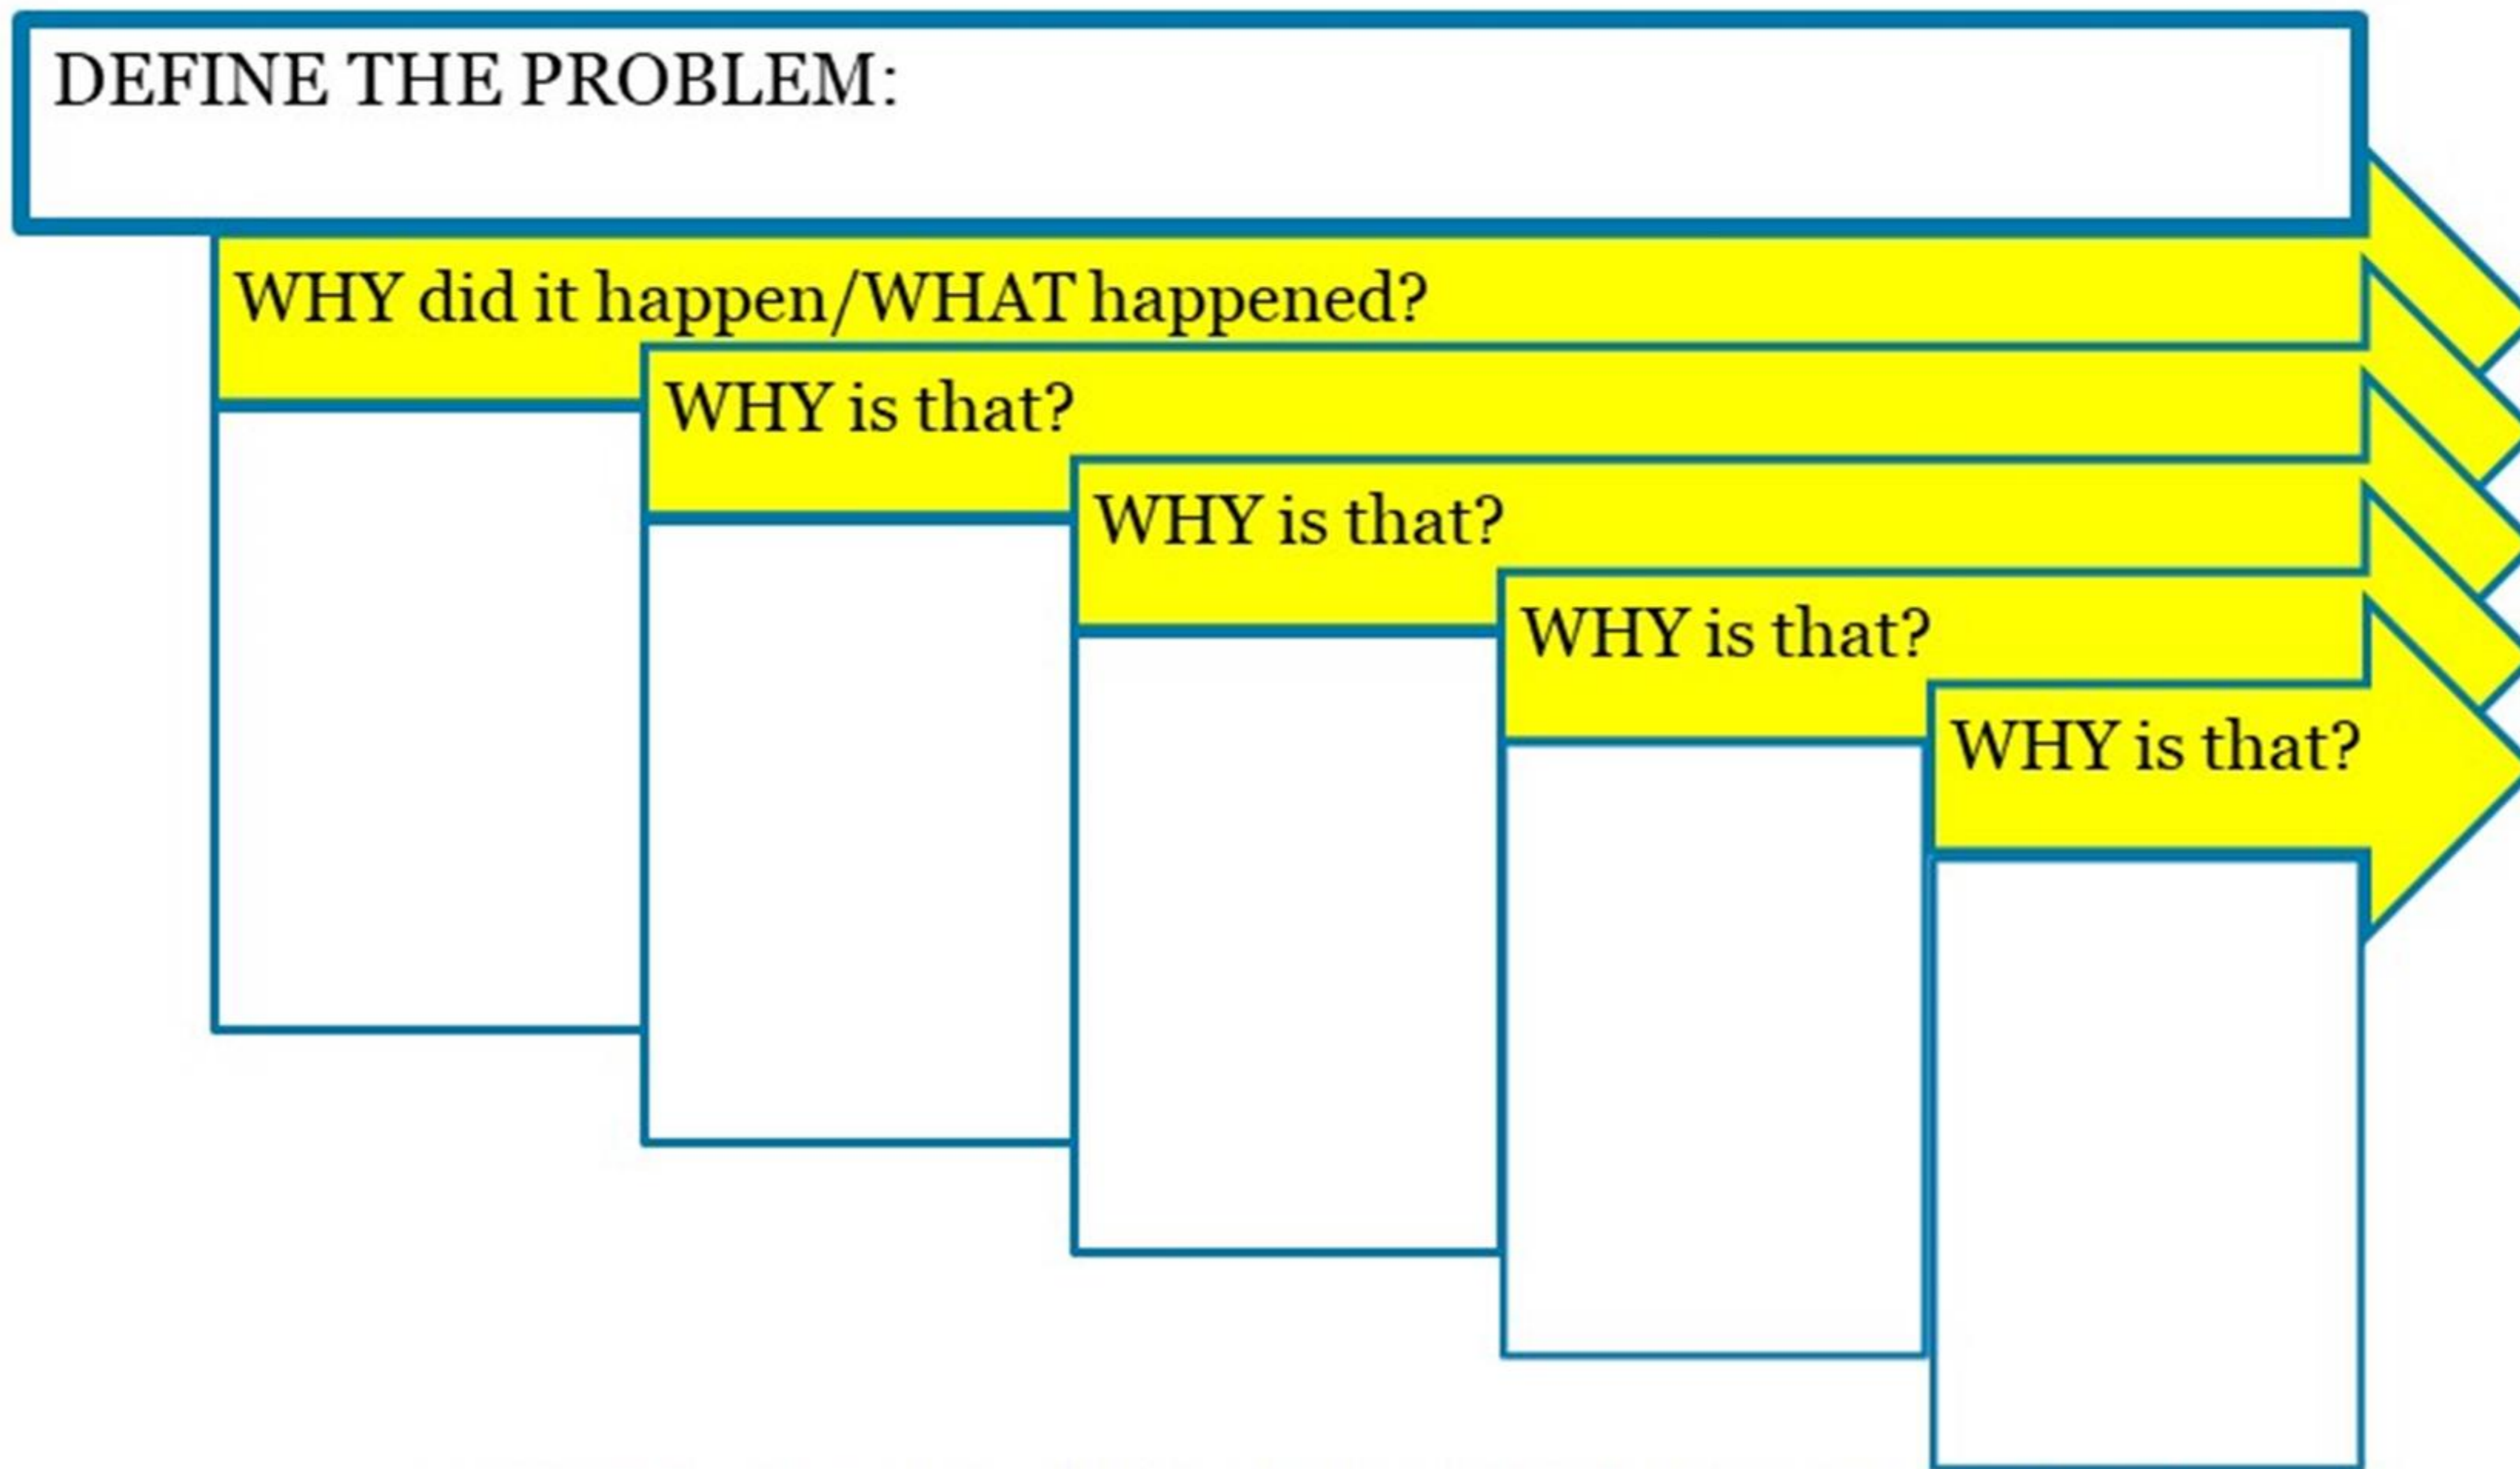 DEFINE THE PROBLEM:
WHY did it happen/WHAT happened?
WHY is that?
WHY is that?
WHY is that?
WHY is that?